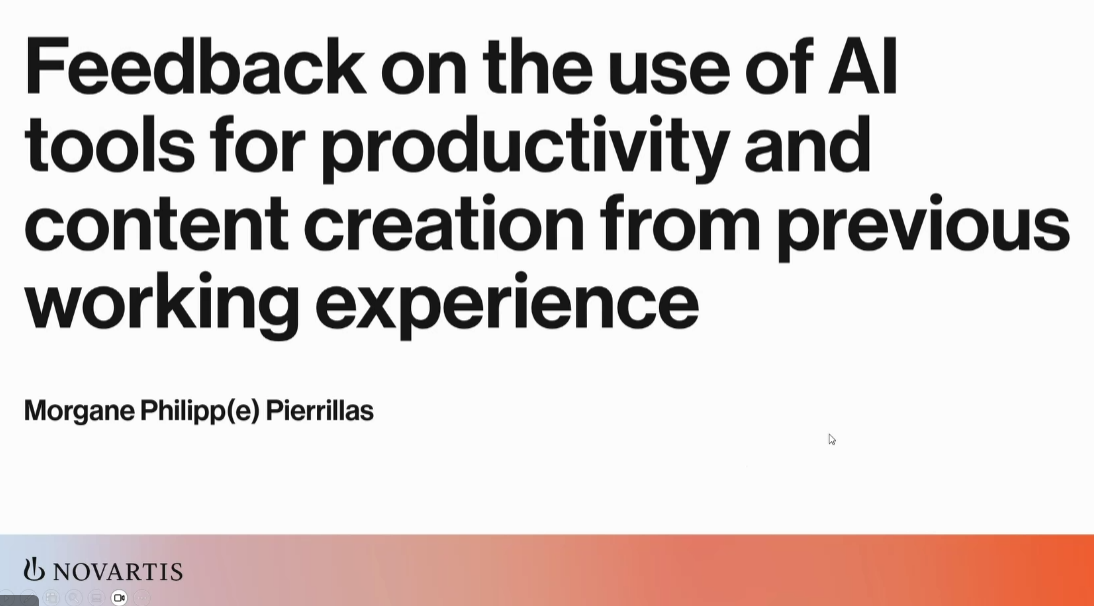 Feedback on the use of AI
tools for productivity and
content creation from previous
working experience
Morgane Philipp(e) Pierrillas
NOVARTIS